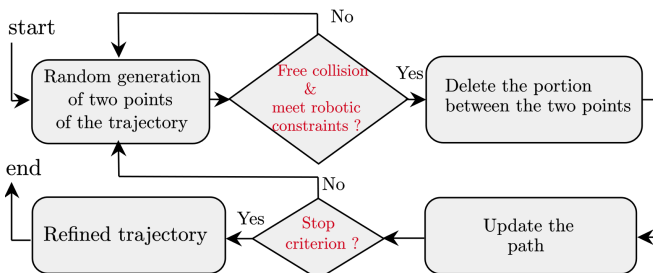 No
start
Random generation
of two points
of the trajectory
Free collision
&
meet robotic
constraints ?
Yes
Delete the portion
between the two points
end
No
Refined trajectory
Yes
Stop
criterion ?
Update the
path